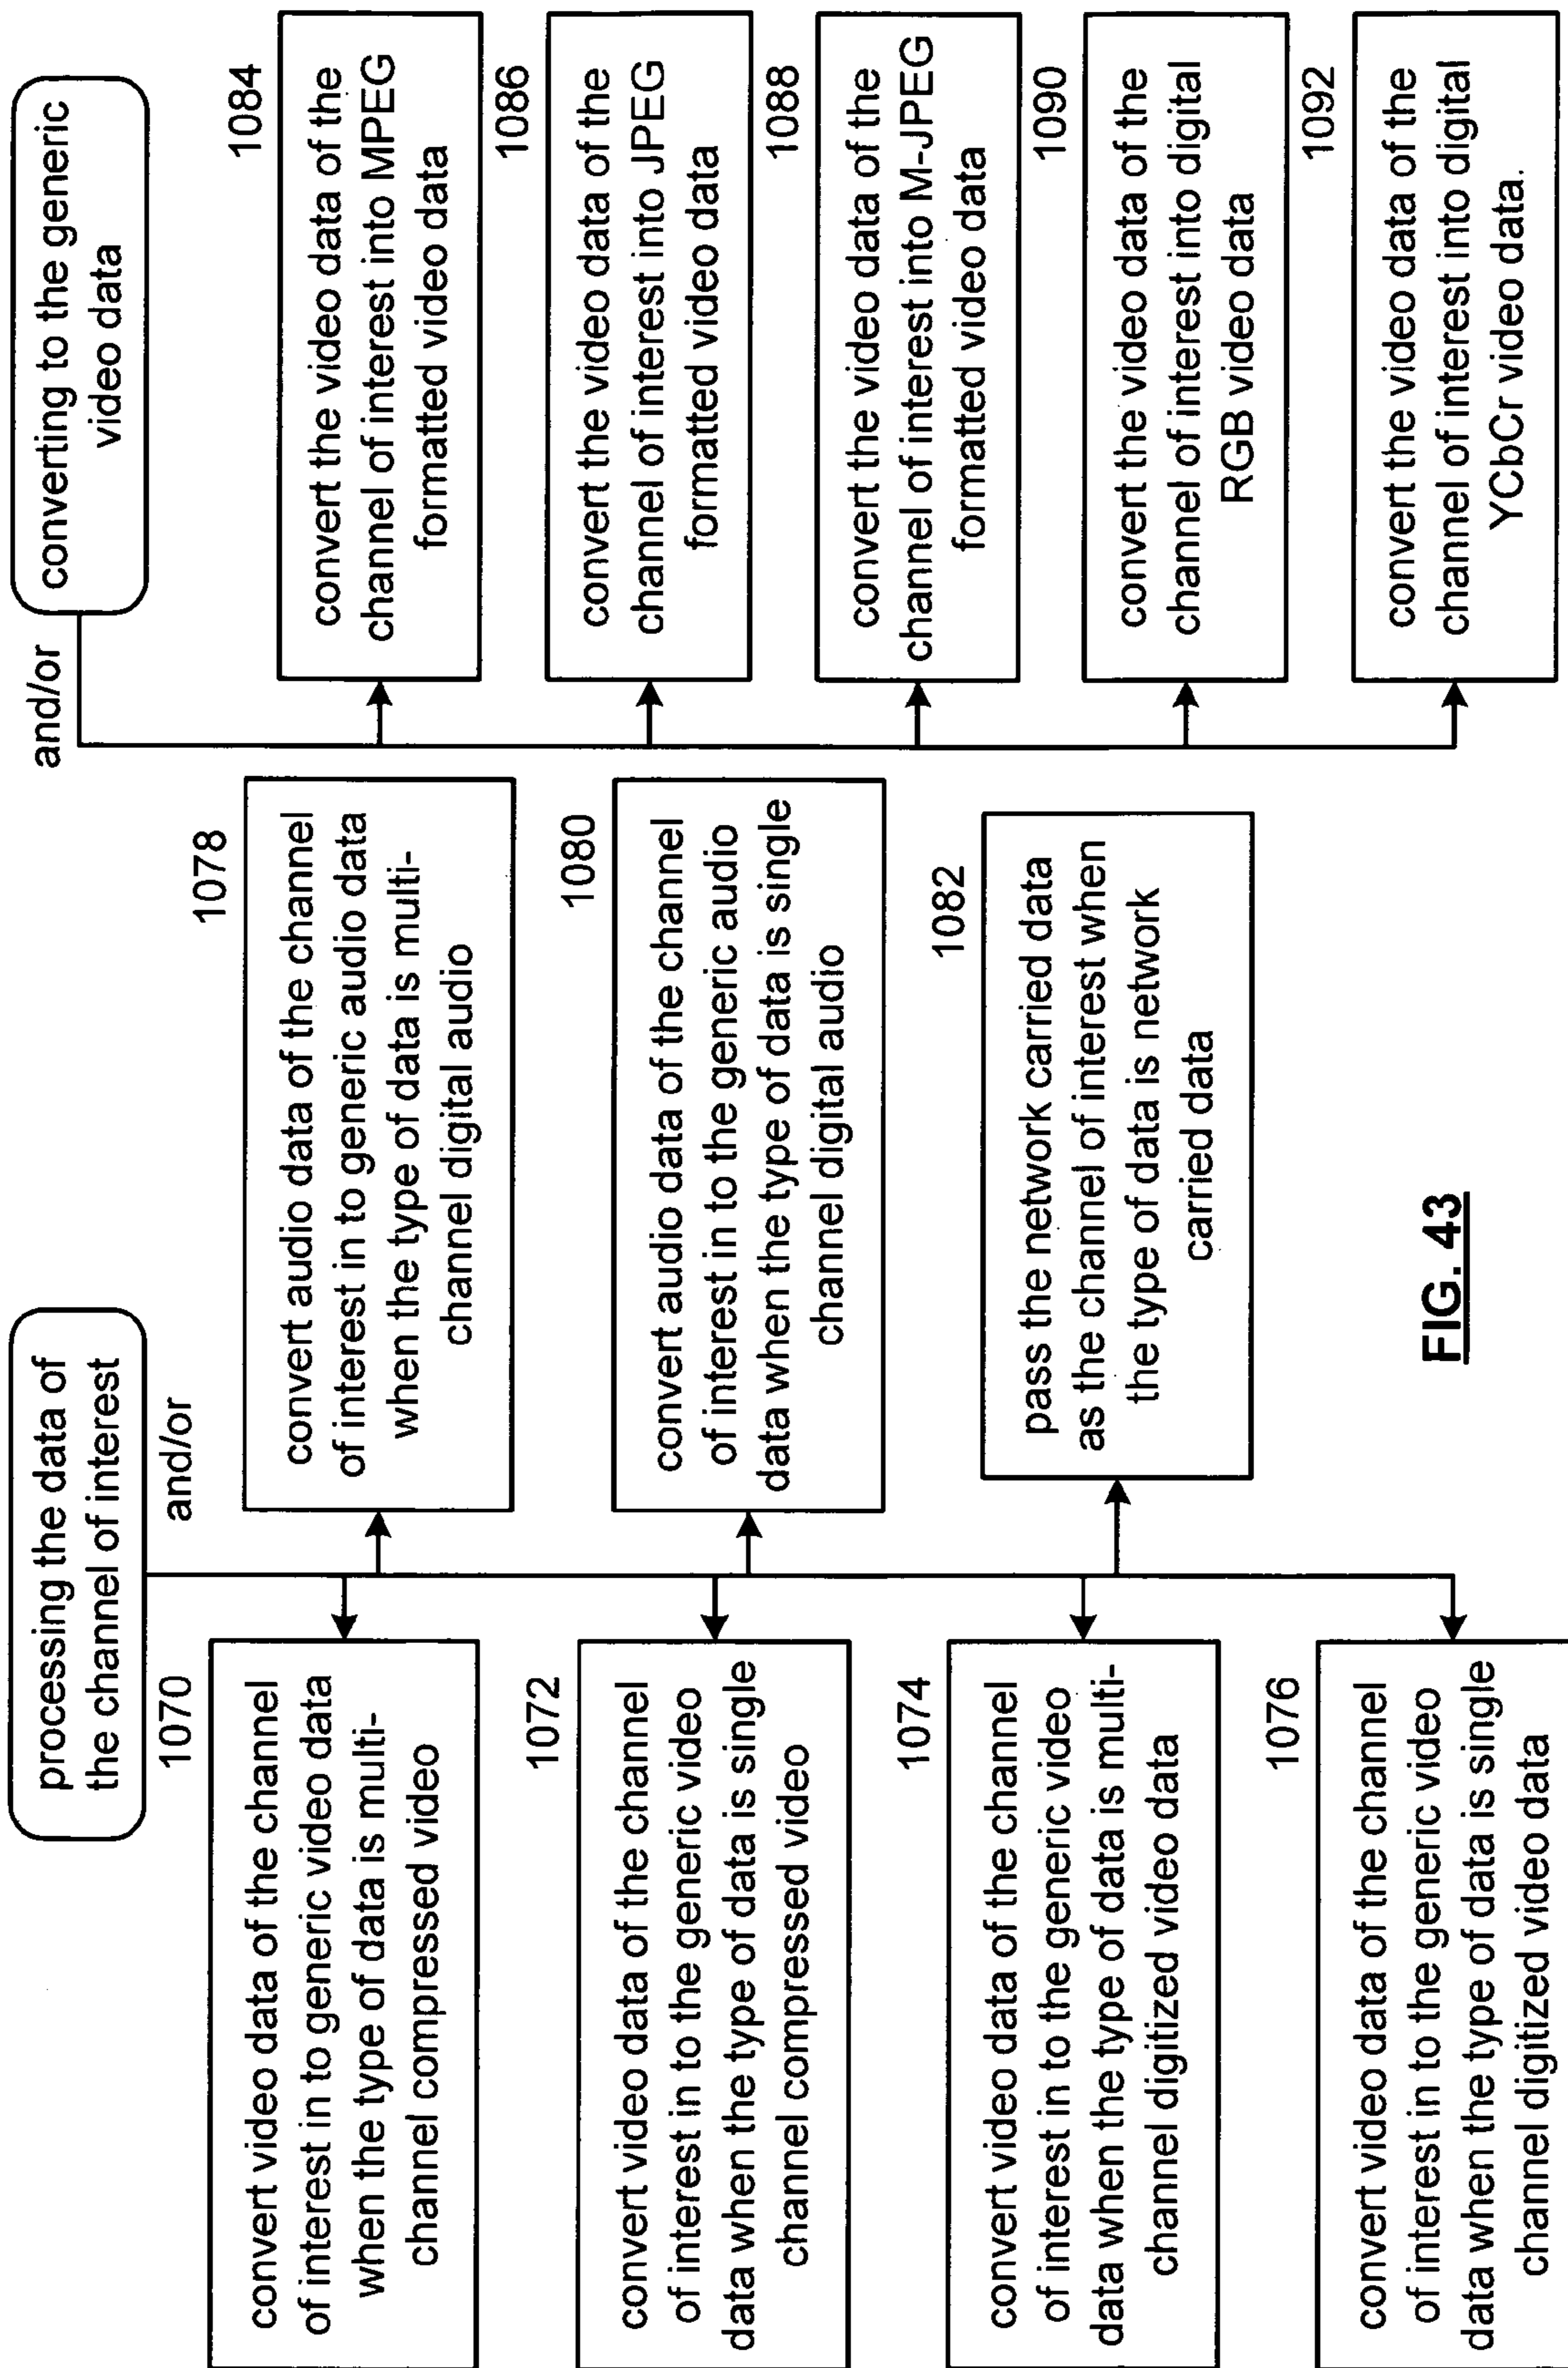 processing the data of
the channel of interest
and/or
1070
convert video data of the channel
of interest in to generic video data
when the type of data is multi-
channel compressed video
1072
convert video data of the channel
of interest in to the generic video
data when the type of data is single
channel compressed video
1074
convert video data of the channel
of interest in to the generic video
data when the type of data is multi-
channel digitized video data
1076
convert video data of the channel
of interest in to the generic video
data when the type of data is single
channel digitized video data
1078
convert audio data of the channel
of interest in to generic audio data
when the type of data is multi-
channel digital audio
1080
convert audio data of the channel
of interest in to the generic audio
data when the type of data is single
channel digital audio
1082
pass the network carried data
as the channel of interest when
the type of data is network
carried data
converting to the generic
video data
and/or
1084
convert the video data of the
channel of interest into MPEG
formatted video data
1086
convert the video data of the
channel of interest into JPEG
formatted video data
1088
convert the video data of the
channel of interest into M-JPEG
formatted video data
1090
convert the video data of the
channel of interest into digital
RGB video data
1092
convert the video data of the
channel of interest into digital
YCbCr video data.
FIG. 43